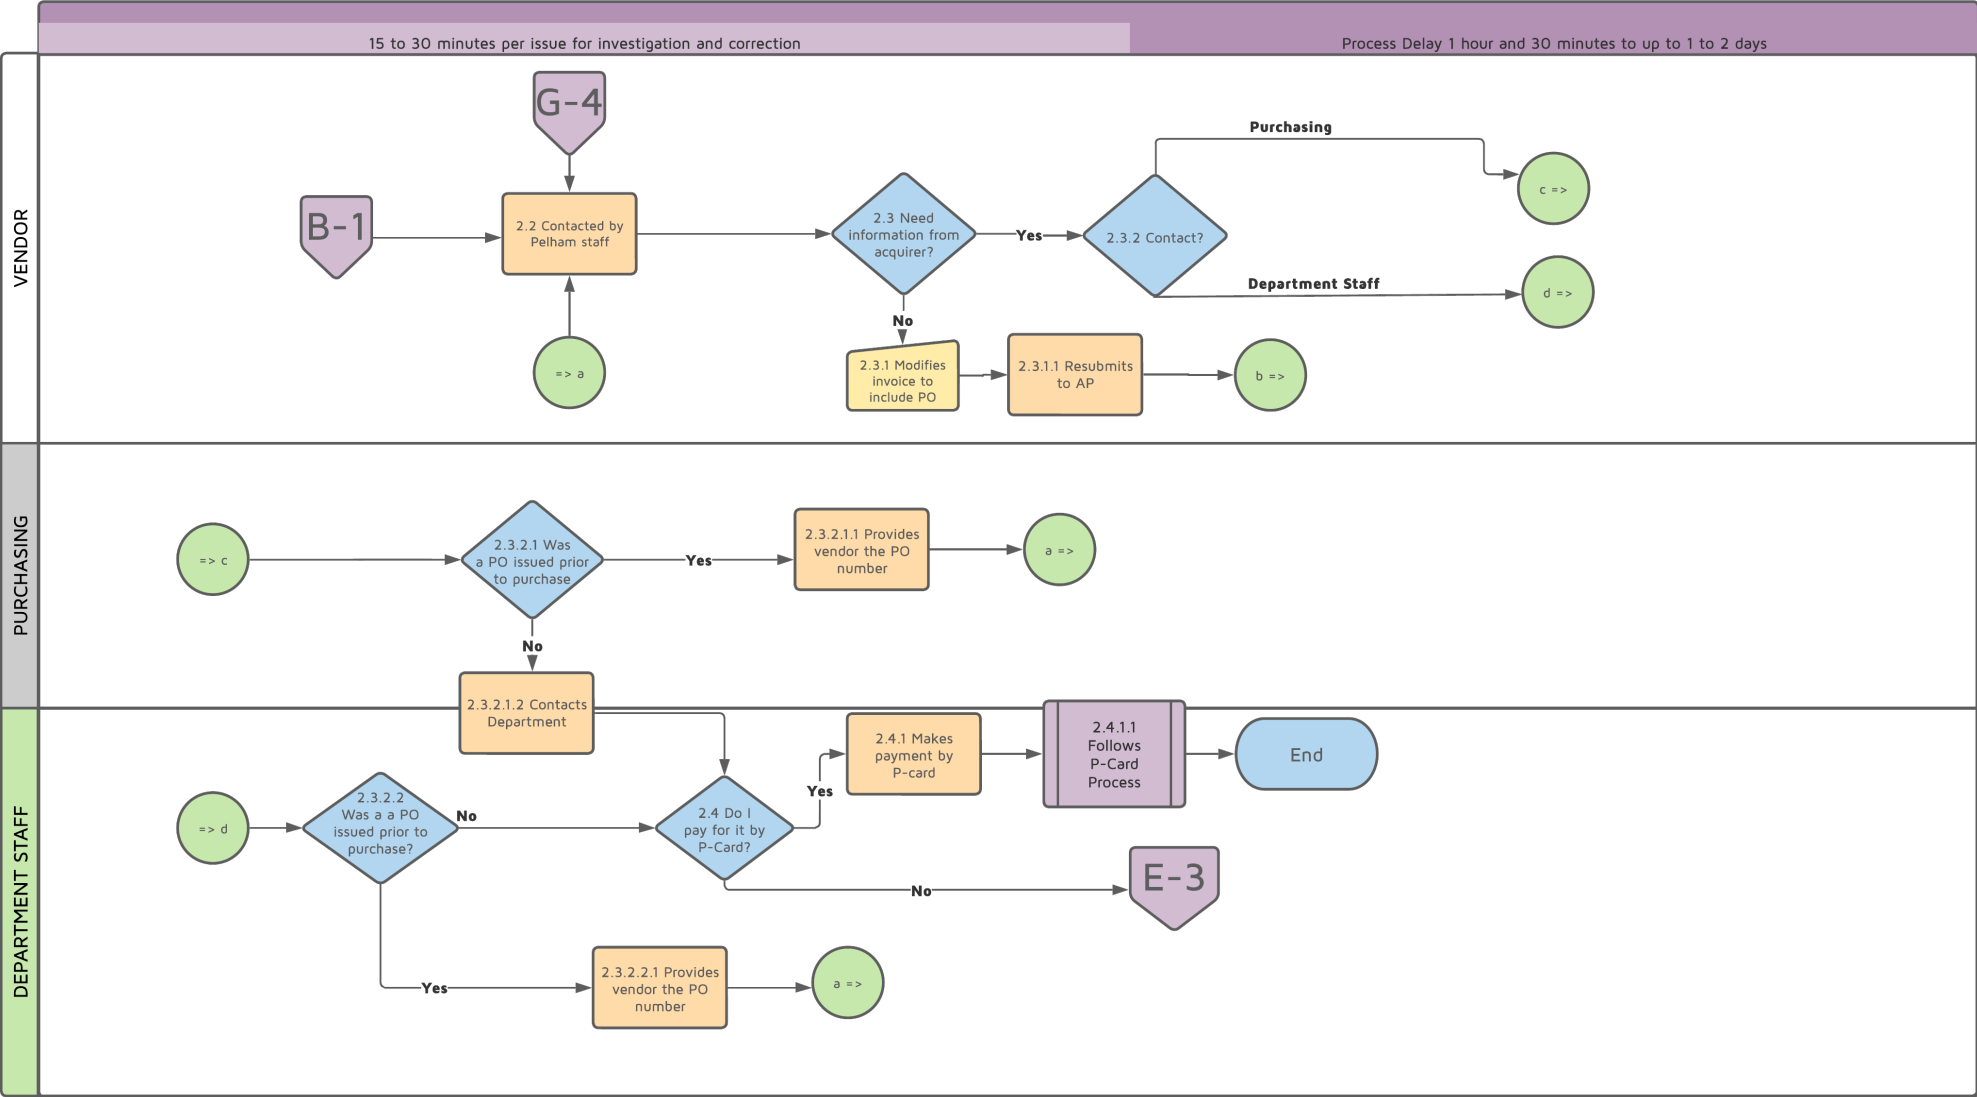 15 to 30 minutes per issue for investigation and correction
Process Delay 1 hour and 30 minutes to up to 1 to 2 days
VENDOR
G-4
B-1
2.2 Contacted by
Pelham staff
=> a
2.3 Need
information from
acquirer?
Yes
No
2.3.2 Contact?
Purchasing
c =>
Department Staff
d =>
2.3.1 Modifies
invoice to
include PO
2.3.1.1 Resubmits
to AP
b =>
PURCHASING
=> c
2.3.2.1 Was
a PO issued prior
to purchase
Yes
2.3.2.1.1 Provides
vendor the PO
number
a =>
No
2.3.2.1.2 Contacts
Department
DEPARTMENT STAFF
=> d
2.3.2.2
Was a a PO
issued prior to
purchase?
No
2.4 Do I
pay for it by
P-Card?
Yes
2.4.1 Makes
payment by
P-card
2.4.1.1
Follows
P-Card
Process
End
No
E-3
Yes
2.3.2.2.1 Provides
vendor the PO
number
a =>